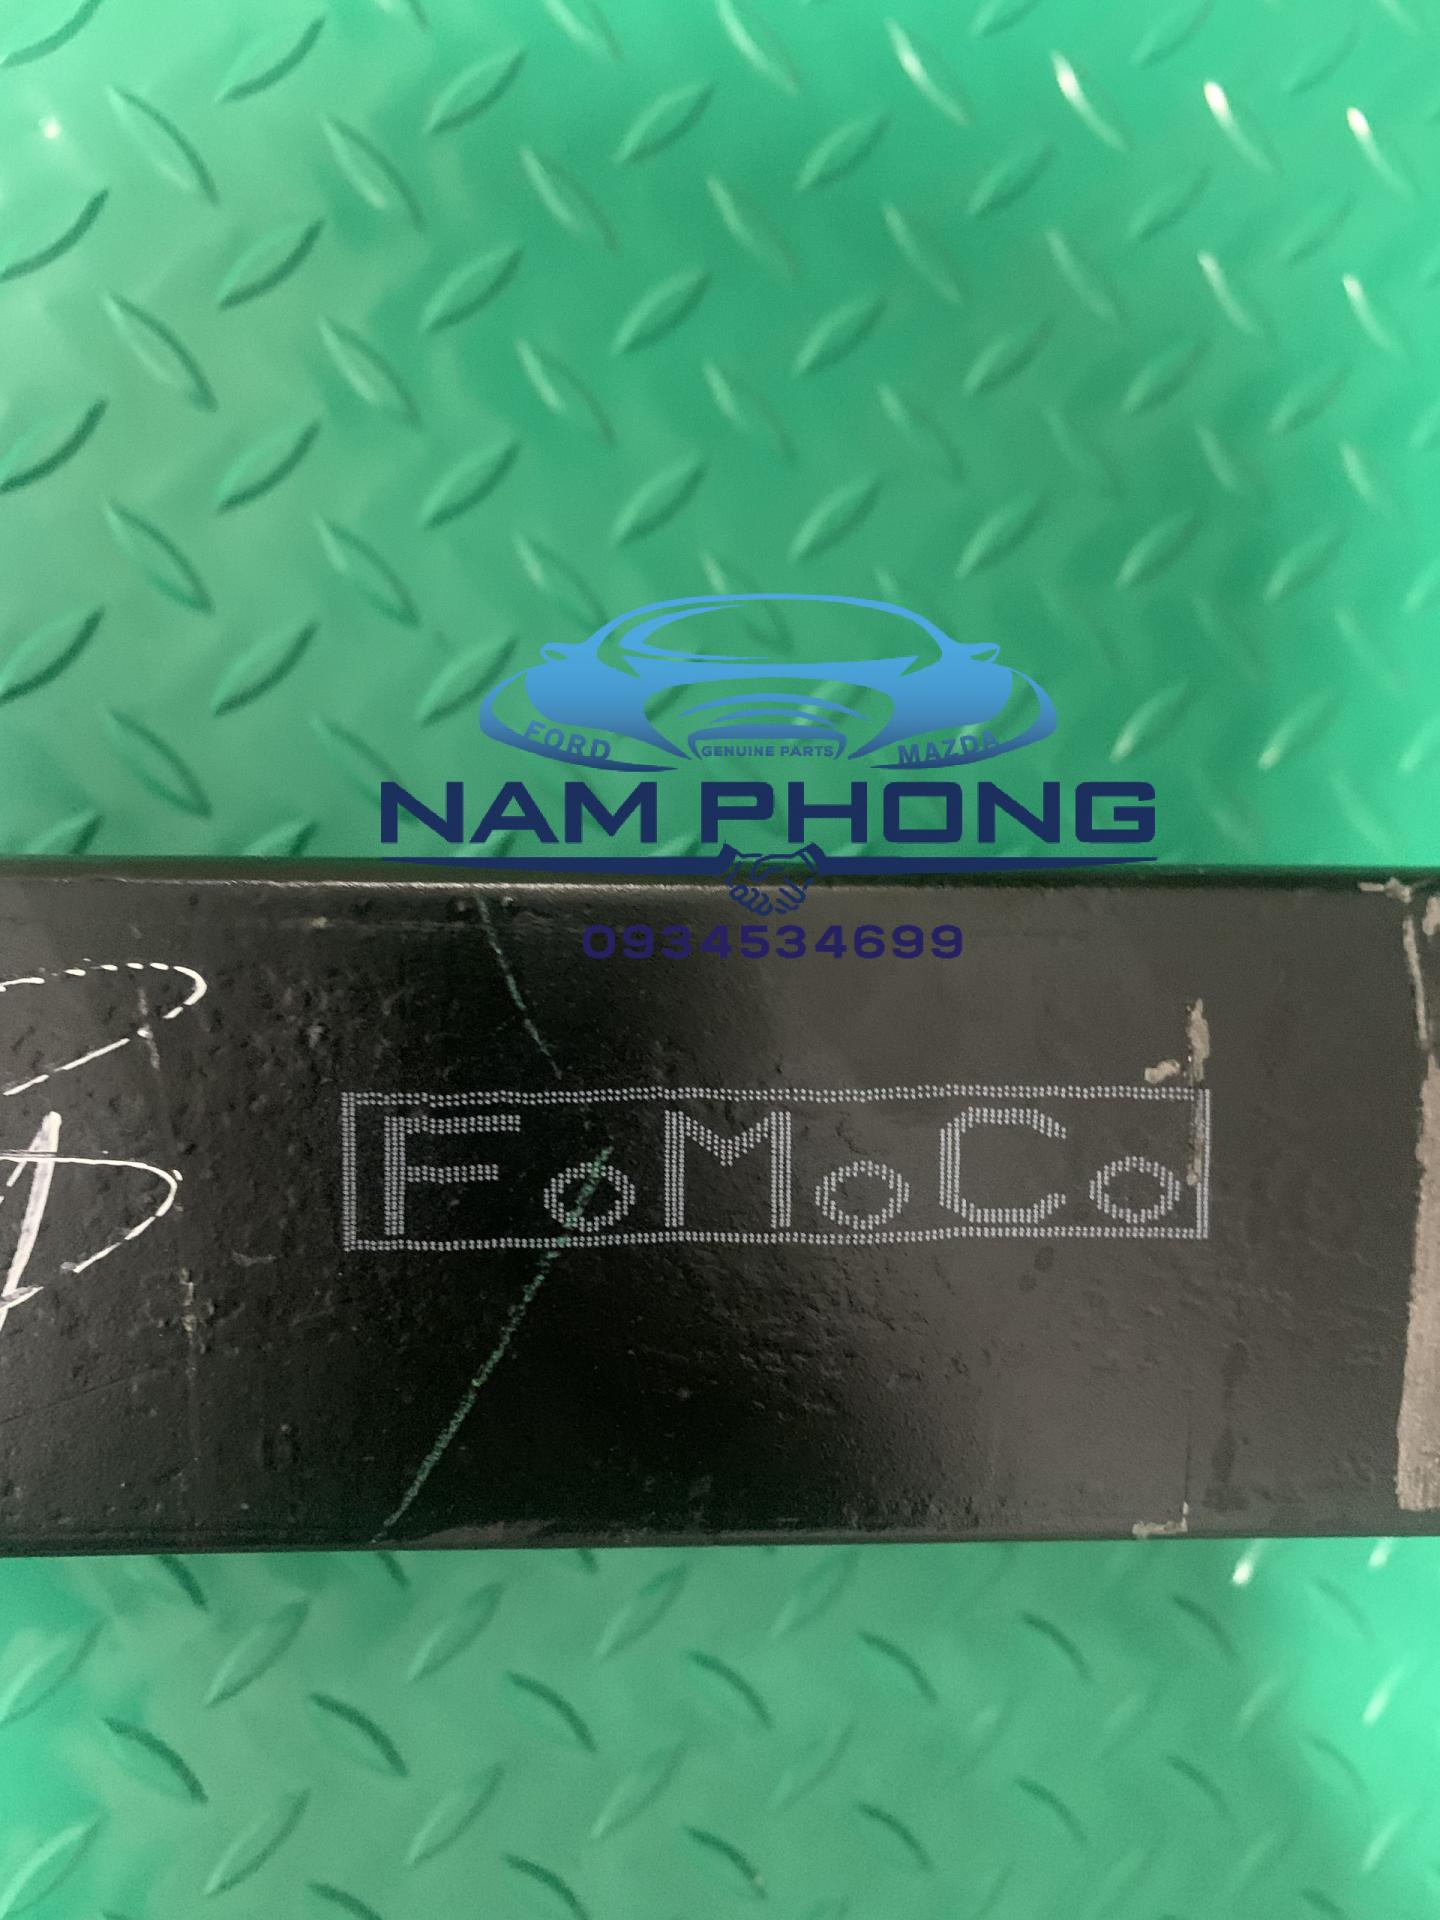 FORD GENUINE PARTS MAZDA
NAM PHONG
0934534699
FoMoCo